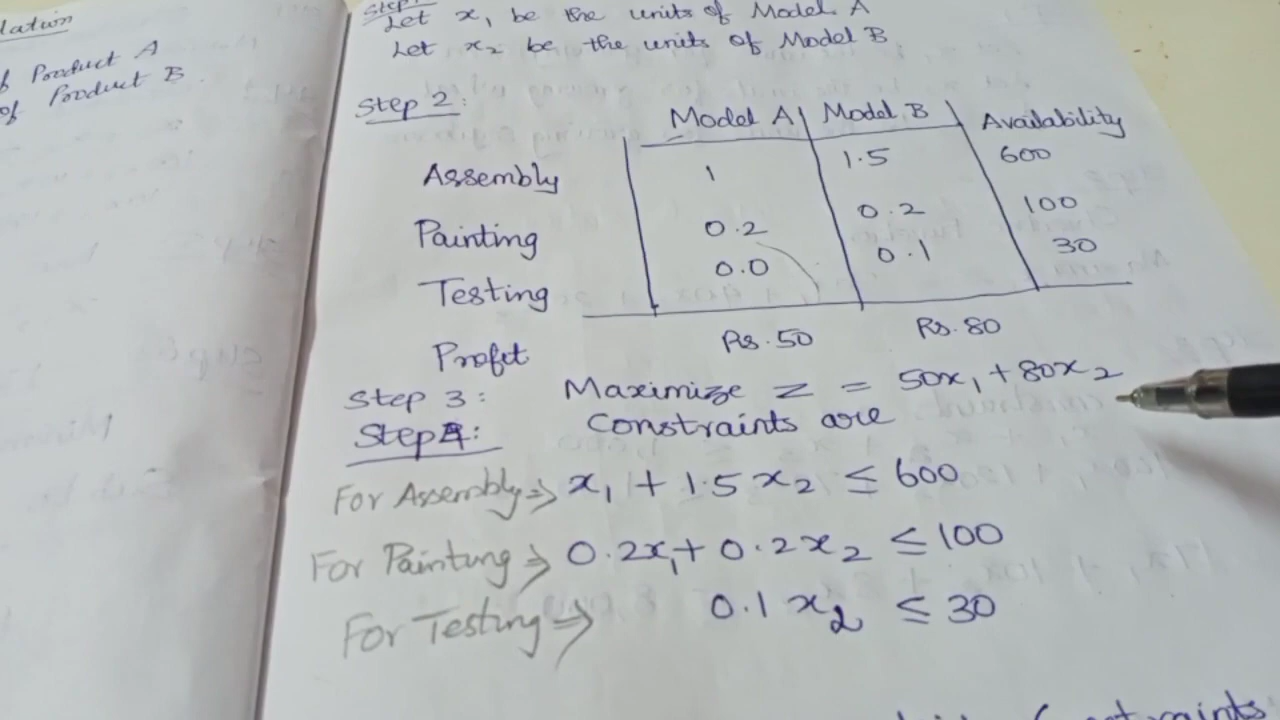 Product A
of Product B
Step 1
Let x₁ be the units of Model A
Let x₂ be the units of Model B
Step 2:
Model A Model B Availability
Assembly 1 1.5 600
Painting 0.2 0.2 100
Testing 0.0 0.1 30
Profit Rs.50 Rs.80
Step 3: Maximize Z = 50x₁ + 80x₂
Step 4: Constraints are
For Assembly ⇒ x₁ + 1.5x₂ ≤ 600
For Painting ⇒ 0.2x₁ + 0.2x₂ ≤ 100
For Testing ⇒ 0.1x₂ ≤ 30